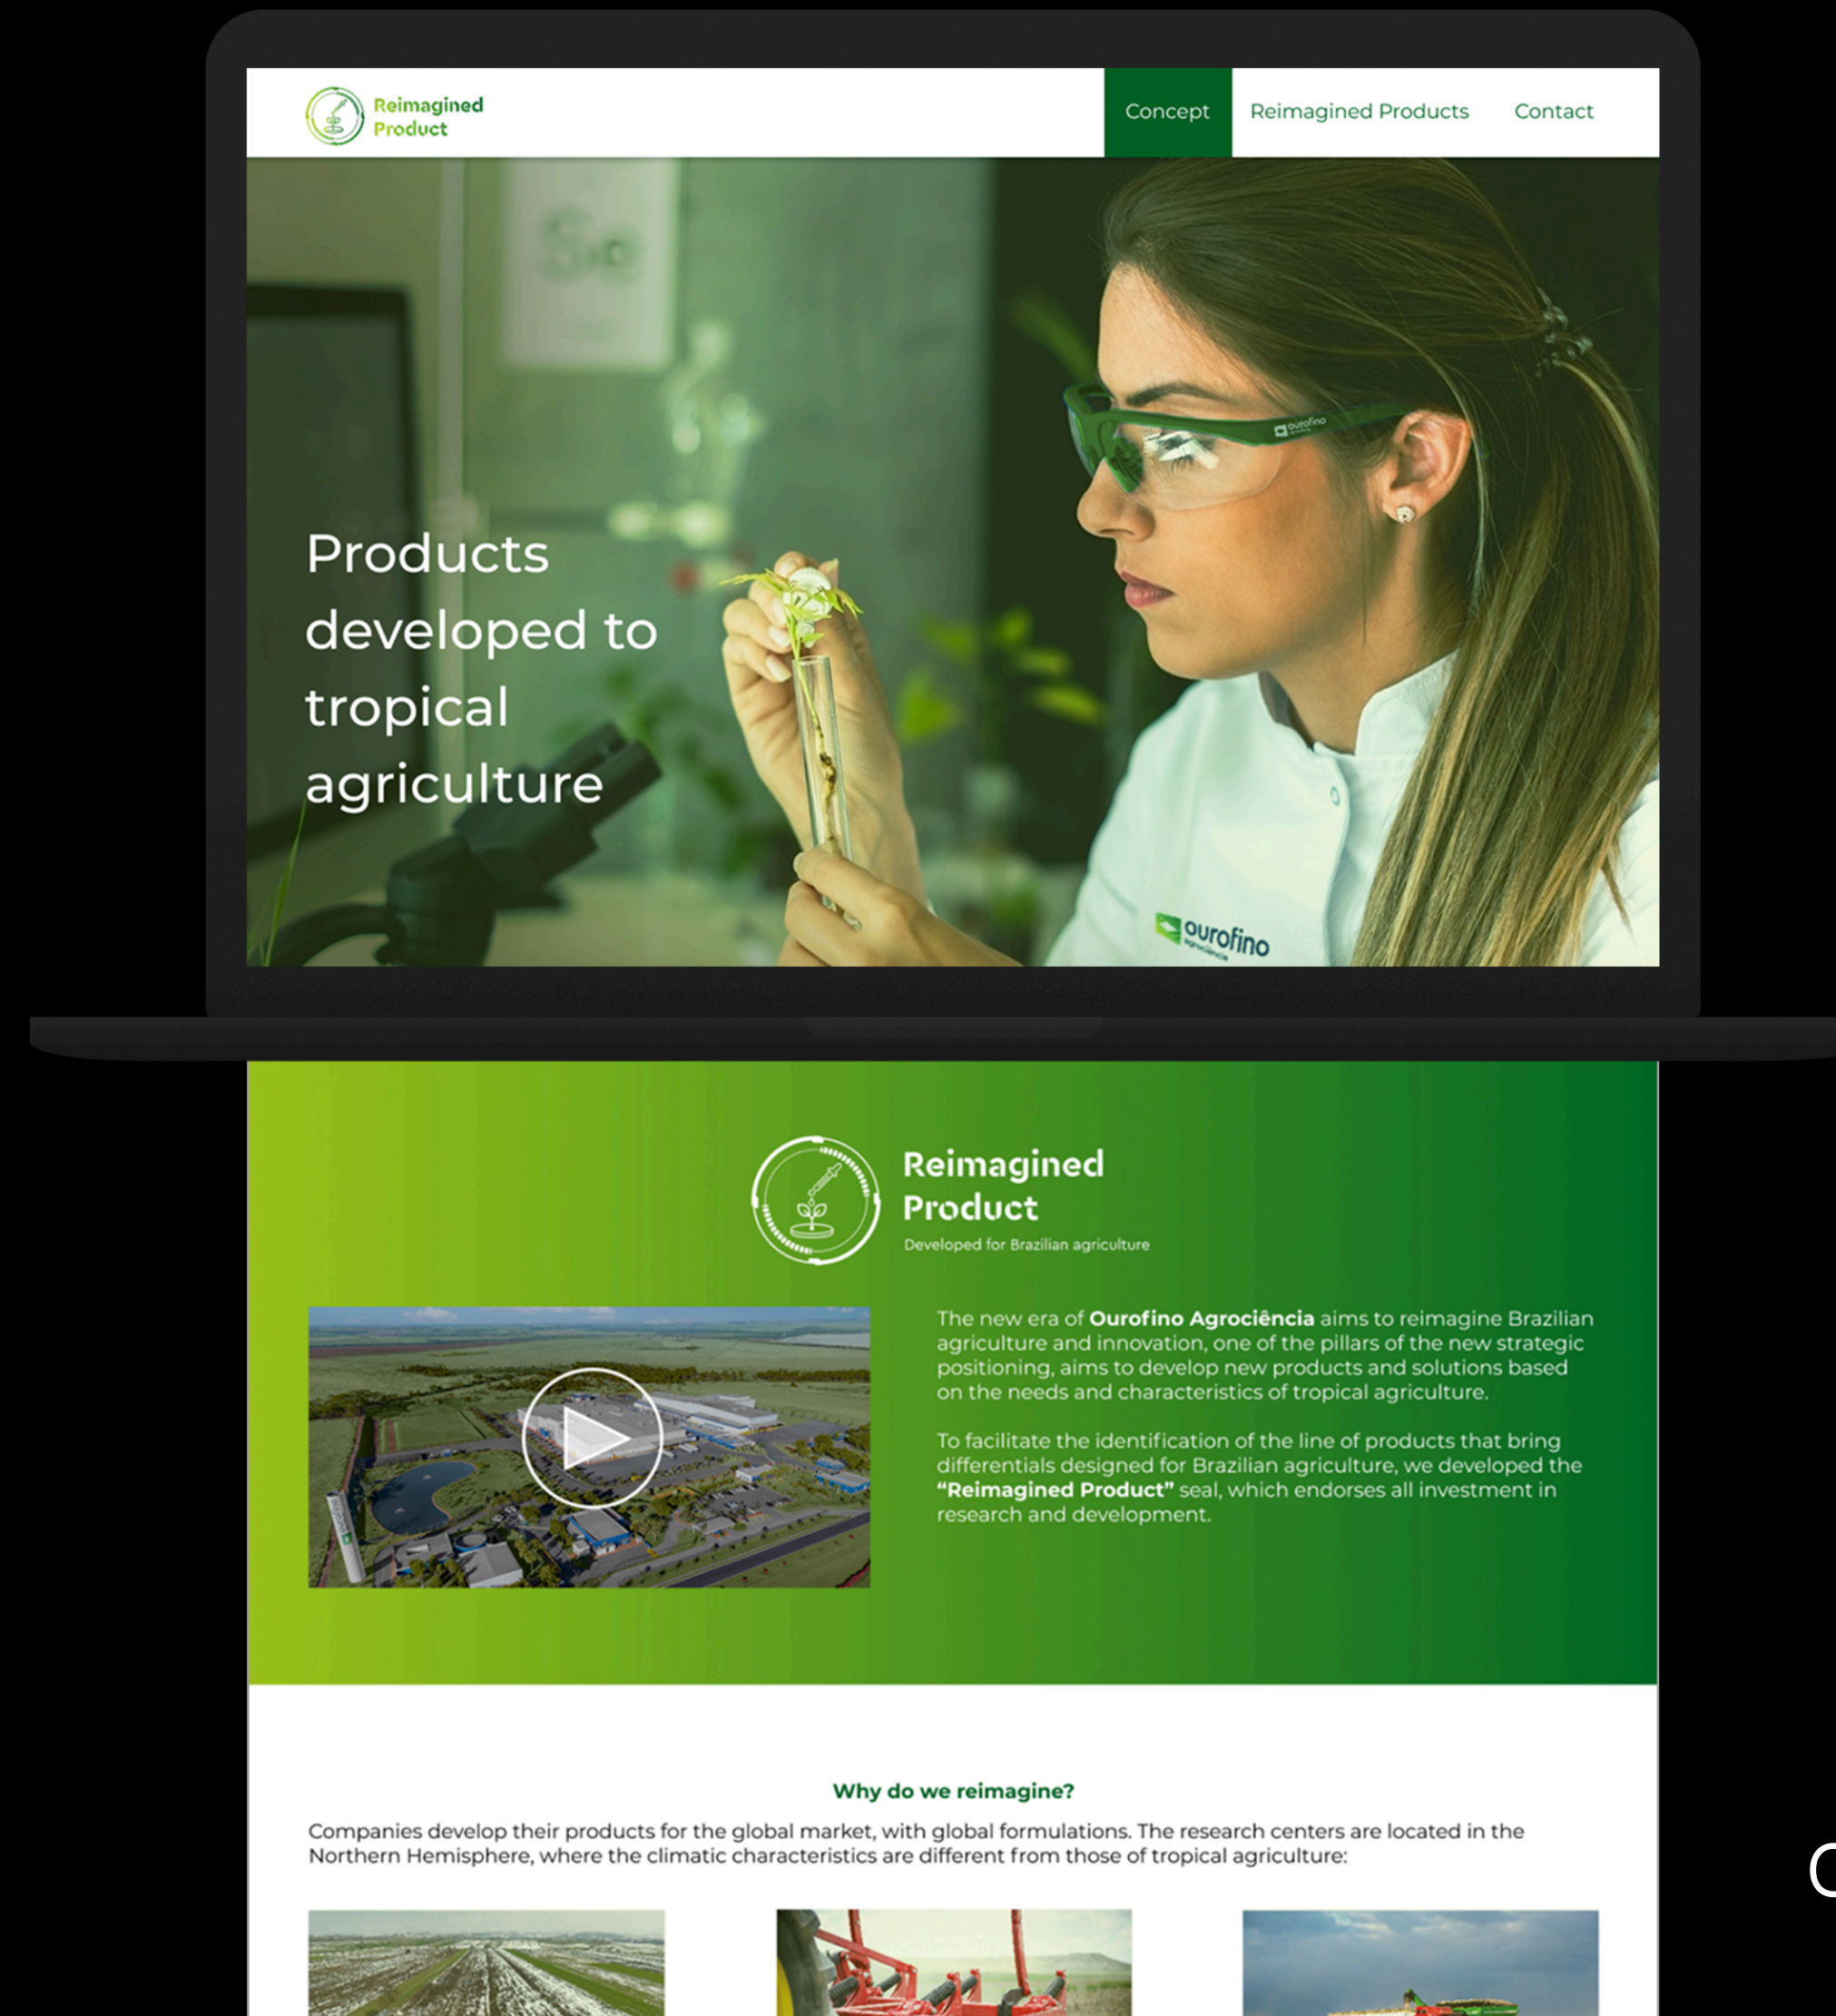 Reimagined
Product
Concept
Reimagined Products
Contact
Se
ourofino
Products
developed to
tropical
agriculture
ourofino
agrociência
Reimagined
Product
Developed for Brazilian agriculture
The new era of Ourofino Agrociência aims to reimagine Brazilian
agriculture and innovation, one of the pillars of the new strategic
positioning, aims to develop new products and solutions based
on the needs and characteristics of tropical agriculture.
To facilitate the identification of the line of products that bring
differentials designed for Brazilian agriculture, we developed the
“Reimagined Product” seal, which endorses all investment in
research and development.
Why do we reimagine?
Companies develop their products for the global market, with global formulations. The research centers are located in the
Northern Hemisphere, where the climatic characteristics are different from those of tropical agriculture: